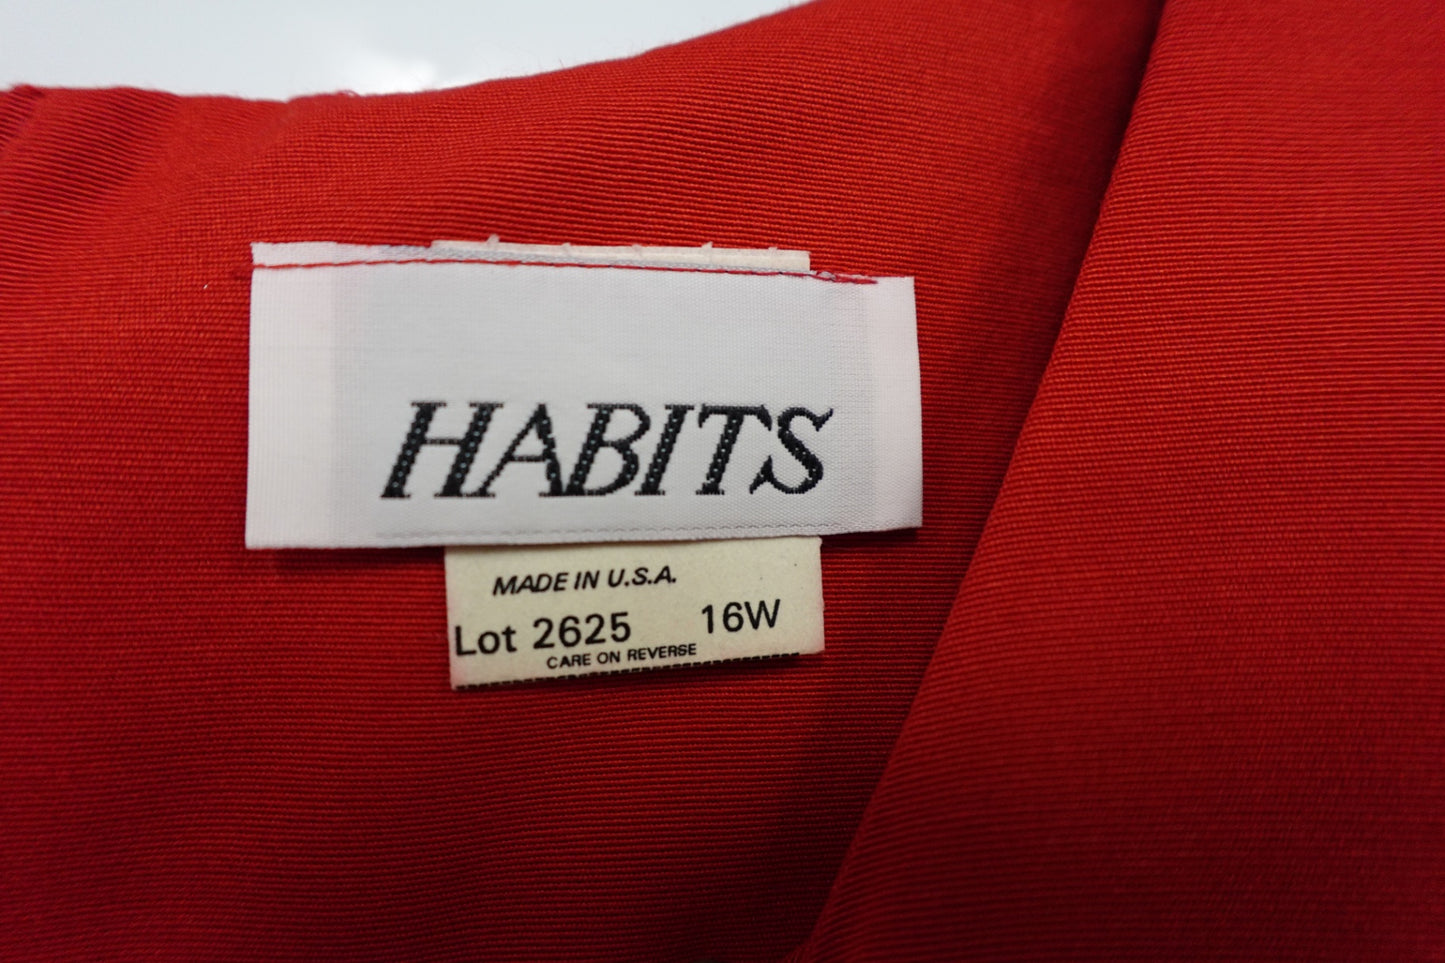 HABITS
MADE IN U.S.A.
Lot 2625 16W
CARE ON REVERSE